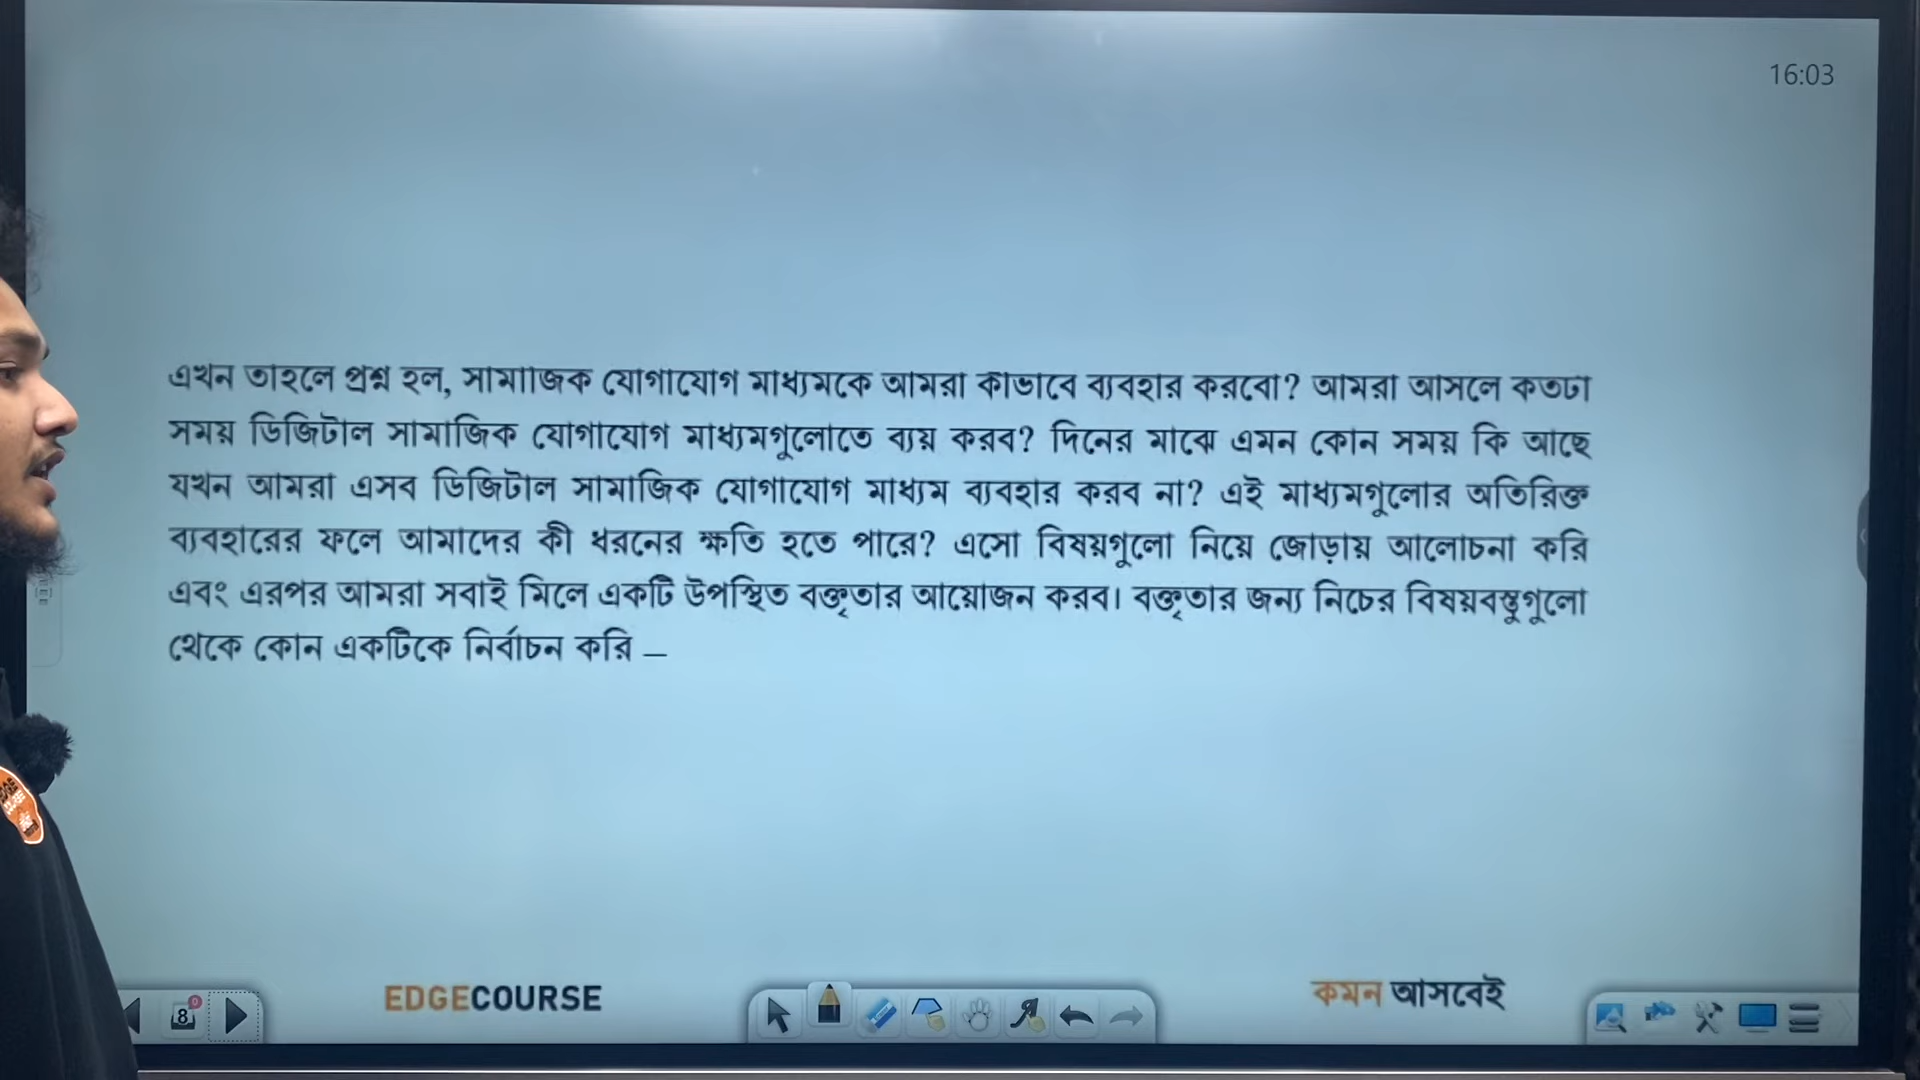 16:03
এখন তাহলে প্রশ্ন হল, সামাজিক যোগাযোগ মাধ্যমকে আমরা কীভাবে ব্যবহার করবো? আমরা আসলে কতটা
সময় ডিজিটাল সামাজিক যোগাযোগ মাধ্যমগুলোতে ব্যয় করব? দিনের মাঝে এমন কোন সময় কি আছে
যখন আমরা এসব ডিজিটাল সামাজিক যোগাযোগ মাধ্যম ব্যবহার করব না? এই মাধ্যমগুলোর অতিরিক্ত
ব্যবহারের ফলে আমাদের কী ধরনের ক্ষতি হতে পারে? এসো বিষয়গুলো নিয়ে জোড়ায় আলোচনা করি
এবং এরপর আমরা সবাই মিলে একটি উপস্থিত বক্তৃতার আয়োজন করব। বক্তৃতার জন্য নিচের বিষয়বস্তুগুলো
থেকে কোন একটিকে নির্বাচন করি –
8
0
EDGECOURSE
কমন আসবেই